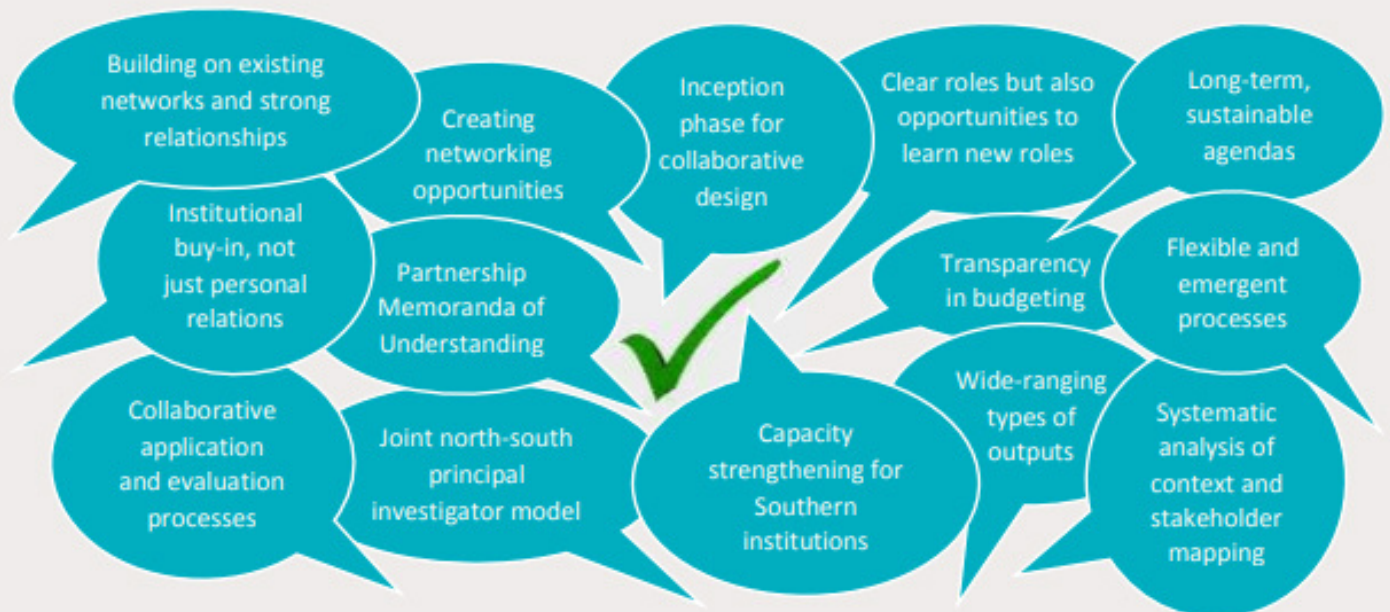 Building on existing
networks and strong
relationships
Creating
networking
opportunities
Inception
phase for
collaborative
design
Clear roles but also
opportunities to
learn new roles
Long-term,
sustainable
agendas
Institutional
buy-in, not
just personal
relations
Partnership
Memoranda of
Understanding
Transparency
in budgeting
Flexible and
emergent
processes
Collaborative
application
and evaluation
processes
Joint north-south
principal
investigator model
Capacity
strengthening for
Southern
institutions
Wide-ranging
types of
outputs
Systematic
analysis of
context and
stakeholder
mapping